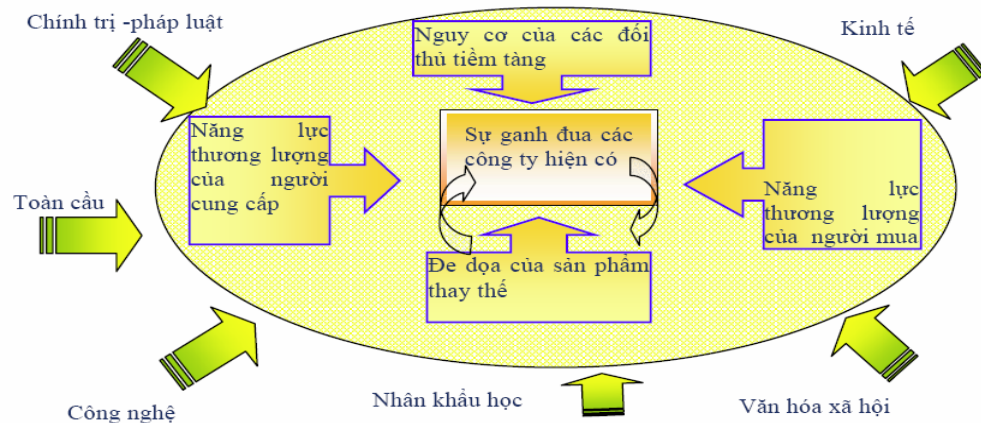 Chính trị -pháp luật
Kinh tế
Nguy cơ của các đối
thủ tiềm tàng
Năng lực
thương lượng
của người
cung cấp
Sự ganh đua các
công ty hiện có
Năng lực
thương lượng
của người mua
Toàn cầu
Đe dọa của sản phẩm
thay thế
Công nghệ
Nhân khẩu học
Văn hóa xã hội